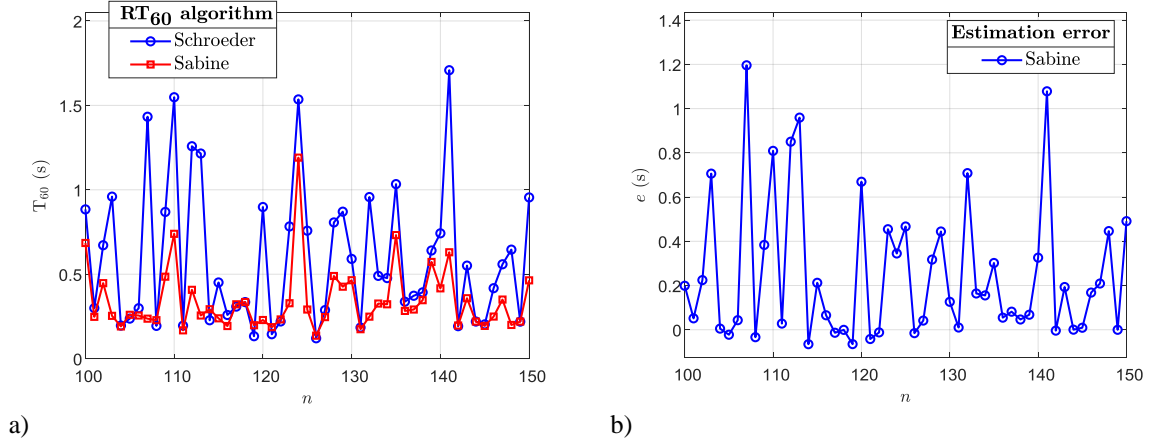 RT60 algorithm
Schroeder
Sabine
2
1.5
1
0.5
0
T60 (s)
100
110
120
130
140
150
n
a)
Estimation error
Sabine
1.4
1.2
1
0.8
0.6
0.4
0.2
0
e (s)
100
110
120
130
140
150
n
b)